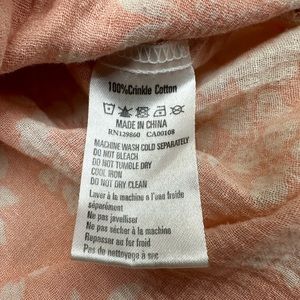 100%Crinkle Cotton
MADE IN CHINA
RN129860 CA00108
MACHINE WASH COLD SEPARATELY
DO NOT BLEACH
DO NOT TUMBLE DRY
COOL IRON
DO NOT DRY CLEAN
Laver à la machine a l'eau froide
séparément
Ne pas javelliser
Ne pas sécher à la machine
Repasser au fer froid
Pas de nettoyage à sec